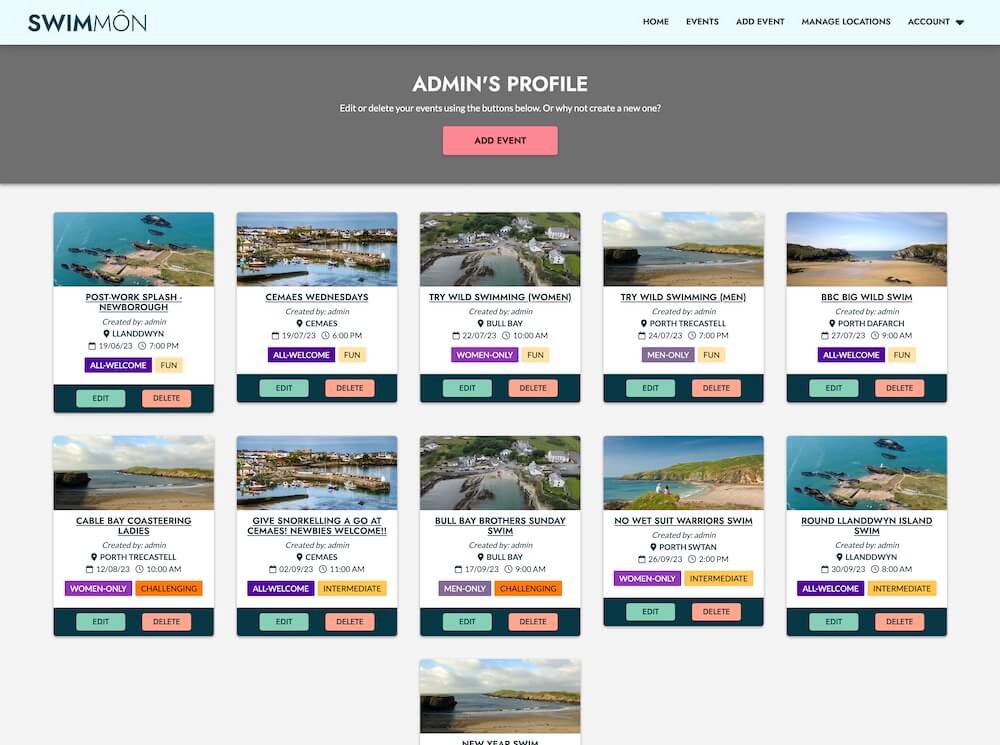 SWIMMÔN
HOME EVENTS ADD EVENT MANAGE LOCATIONS ACCOUNT
ADMIN'S PROFILE
Edit or delete your events using the buttons below. Or why not create a new one?
ADD EVENT
POST-WORK SPLASH -
NEWBOROUGH
Created by: admin
LLANDDWYN
19/06/23 7:00 PM
ALL-WELCOME FUN
EDIT DELETE
CEMAES WEDNESDAYS
Created by: admin
CEMAES
19/07/23 6:00 PM
ALL-WELCOME FUN
EDIT DELETE
TRY WILD SWIMMING (WOMEN)
Created by: admin
BULL BAY
22/07/23 10:00 AM
WOMEN-ONLY FUN
EDIT DELETE
TRY WILD SWIMMING (MEN)
Created by: admin
PORTH TRECASTELL
24/07/23 7:00 PM
MEN-ONLY FUN
EDIT DELETE
BBC BIG WILD SWIM
Created by: admin
PORTH DAFARCH
27/07/23 9:00 AM
ALL-WELCOME FUN
EDIT DELETE
CABLE BAY COASTEERING
LADIES
Created by: admin
PORTH TRECASTELL
12/08/23 10:00 AM
WOMEN-ONLY CHALLENGING
EDIT DELETE
GIVE SNORKELLING A GO AT
CEMAES! NEWBIES WELCOME!!
Created by: admin
CEMAES
02/09/23 11:00 AM
ALL-WELCOME INTERMEDIATE
EDIT DELETE
BULL BAY BROTHERS SUNDAY
SWIM
Created by: admin
BULL BAY
17/09/23 9:00 AM
MEN-ONLY CHALLENGING
EDIT DELETE
NO WET SUIT WARRIORS SWIM
Created by: admin
PORTH SWTAN
26/09/23 2:00 PM
WOMEN-ONLY INTERMEDIATE
EDIT DELETE
ROUND LLANDDWYN ISLAND
SWIM
Created by: admin
LLANDDWYN
30/09/23 8:00 AM
ALL-WELCOME INTERMEDIATE
EDIT DELETE
NEW YEAR SWIM